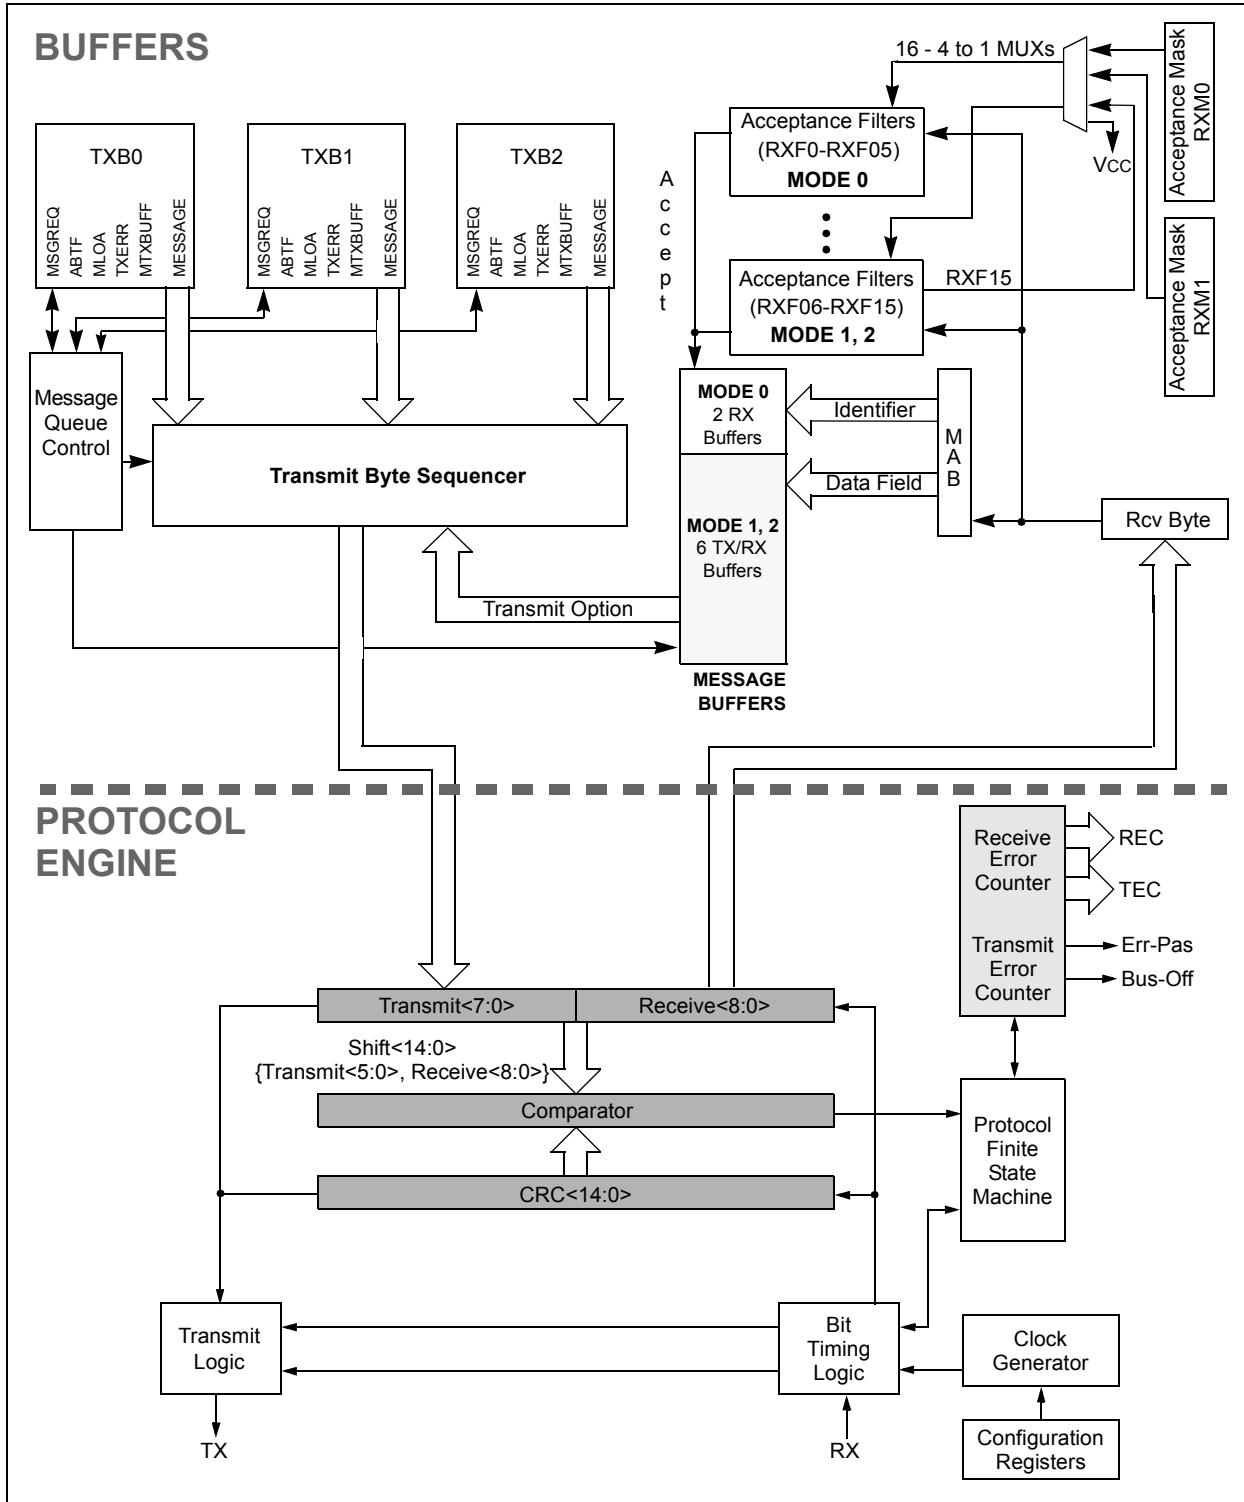 BUFFERS
16 - 4 to 1 MUXs
Acceptance Mask
RXM0
VCC
Acceptance Mask
RXM1
TXB0
MSGREQ
ABTF
MLOA
TXERR
MTXBUFF
MESSAGE
TXB1
MSGREQ
ABTF
MLOA
TXERR
MTXBUFF
MESSAGE
TXB2
MSGREQ
ABTF
MLOA
TXERR
MTXBUFF
MESSAGE
Accept
Acceptance Filters
(RXF0-RXF05)
MODE 0
Acceptance Filters
(RXF06-RXF15)
MODE 1, 2
RXF15
Message
Queue
Control
Transmit Byte Sequencer
MODE 0
2 RX
Buffers
Identifier
Data Field
MAB
Rcv Byte
MODE 1, 2
6 TX/RX
Buffers
Transmit Option
MESSAGE
BUFFERS
PROTOCOL
ENGINE
Receive
Error
Counter
REC
TEC
Transmit
Error
Counter
Err-Pas
Bus-Off
Transmit<7:0>
Receive<8:0>
Shift<14:0>
{Transmit<5:0>, Receive<8:0>}
Comparator
CRC<14:0>
Protocol
Finite
State
Machine
Transmit
Logic
Bit
Timing
Logic
Clock
Generator
TX
RX
Configuration
Registers